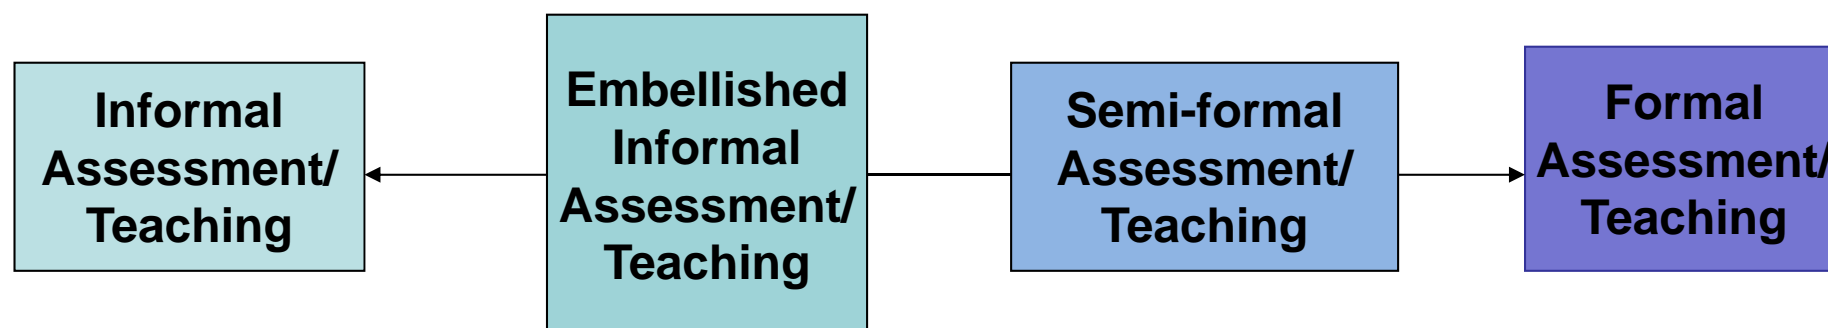 Informal
Assessment/
Teaching
Embellished
Informal
Assessment/
Teaching
Semi-formal
Assessment/
Teaching
Formal
Assessment/
Teaching